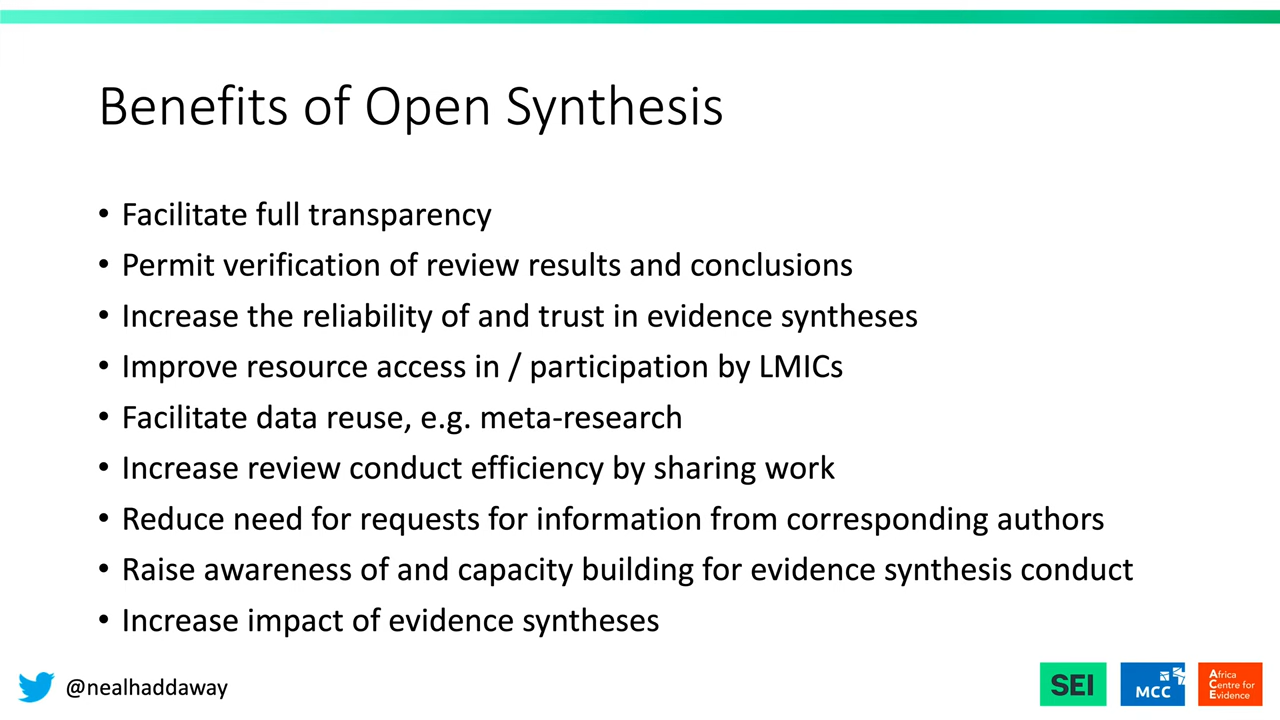 Benefits of Open Synthesis
• Facilitate full transparency
• Permit verification of review results and conclusions
• Increase the reliability of and trust in evidence syntheses
• Improve resource access in / participation by LMICs
• Facilitate data reuse, e.g. meta-research
• Increase review conduct efficiency by sharing work
• Reduce need for requests for information from corresponding authors
• Raise awareness of and capacity building for evidence synthesis conduct
• Increase impact of evidence syntheses
@nealhaddaway
SEI
MCC
Africa
Centre for
Evidence